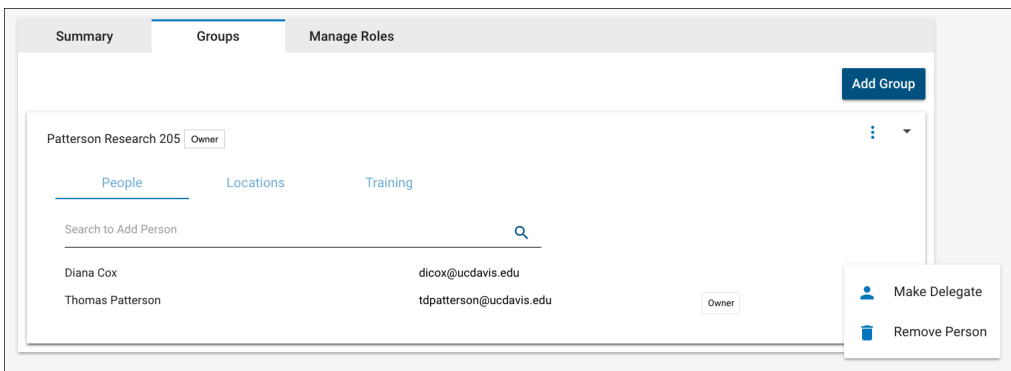 Summary Groups Manage Roles
Add Group
Patterson Research 205 Owner
People Locations Training
Search to Add Person
Diana Cox dicox@ucdavis.edu
Thomas Patterson tdpatterson@ucdavis.edu Owner
Make Delegate
Remove Person